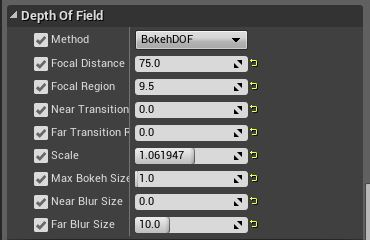 Depth Of Field
Method BokehDOF
Focal Distance 75.0
Focal Region 9.5
Near Transition 0.0
Far Transition R 0.0
Scale 1.061947
Max Bokeh Size 1.0
Near Blur Size 0.0
Far Blur Size 10.0